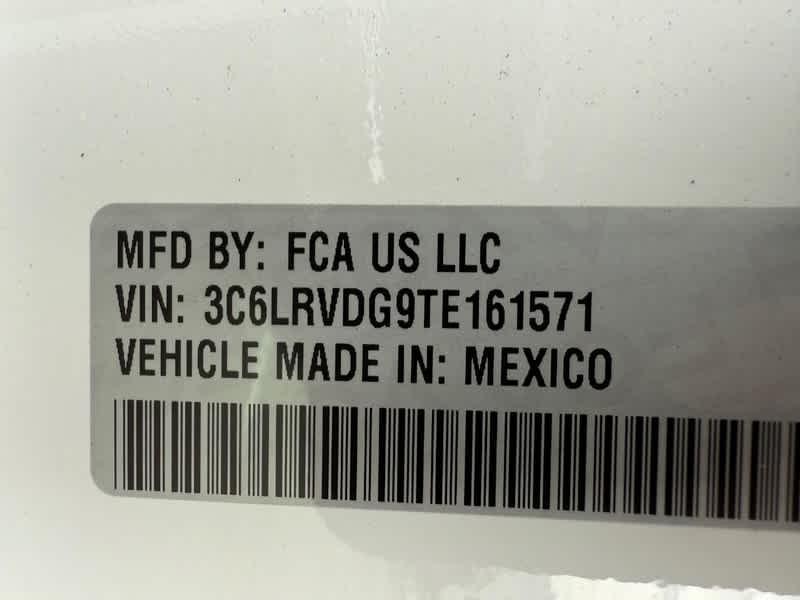 MFD BY: FCA US LLC
VIN: 3C6LRVDG9TE161571
VEHICLE MADE IN: MEXICO